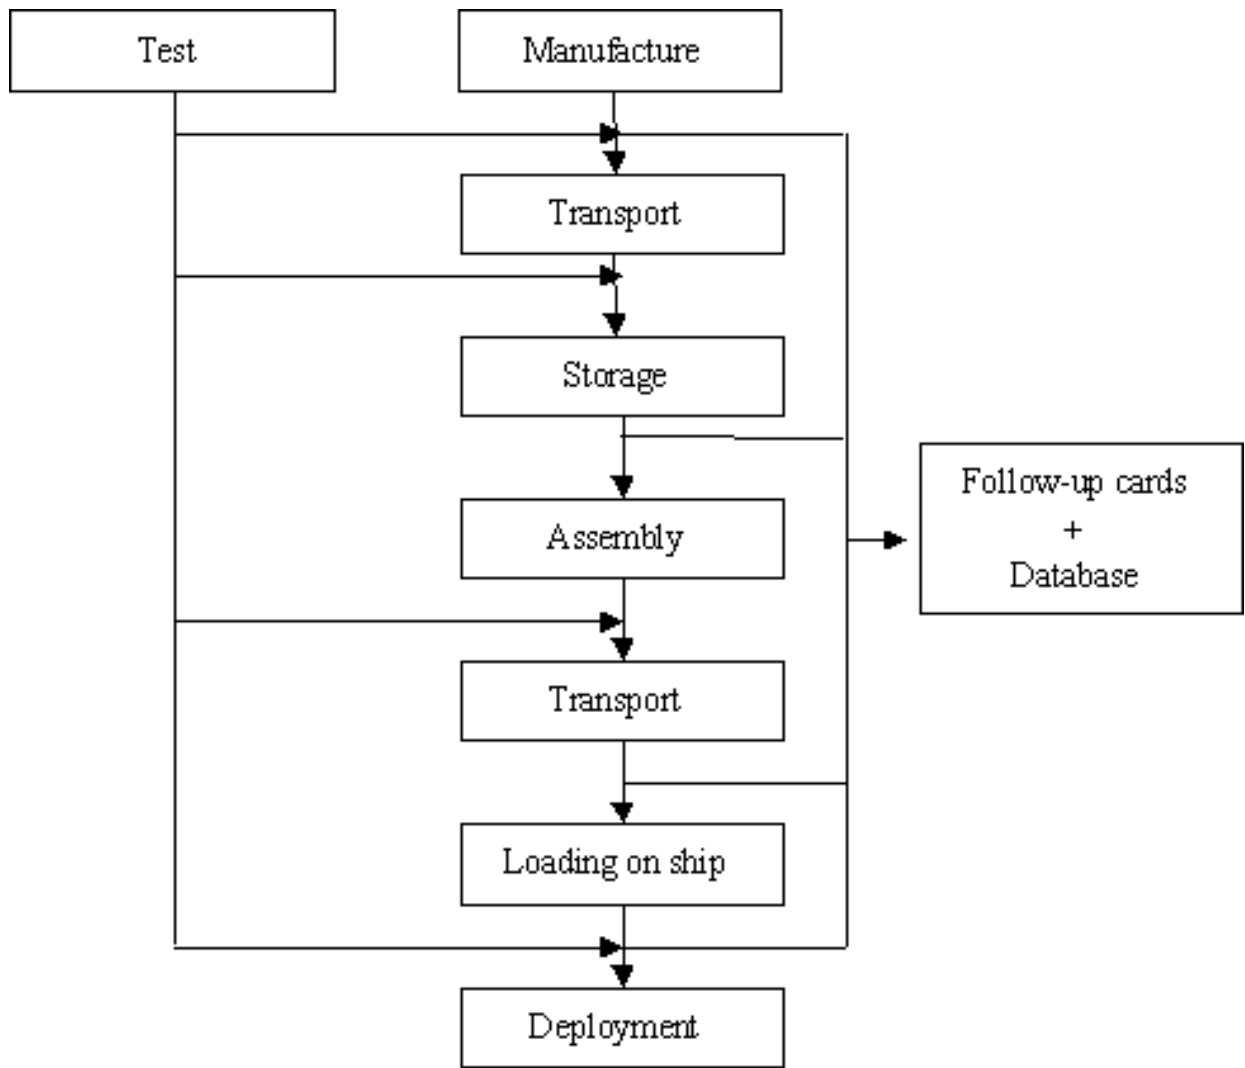 Test
Manufacture
Transport
Storage
Follow-up cards
+
Database
Assembly
Transport
Loading on ship
Deployment